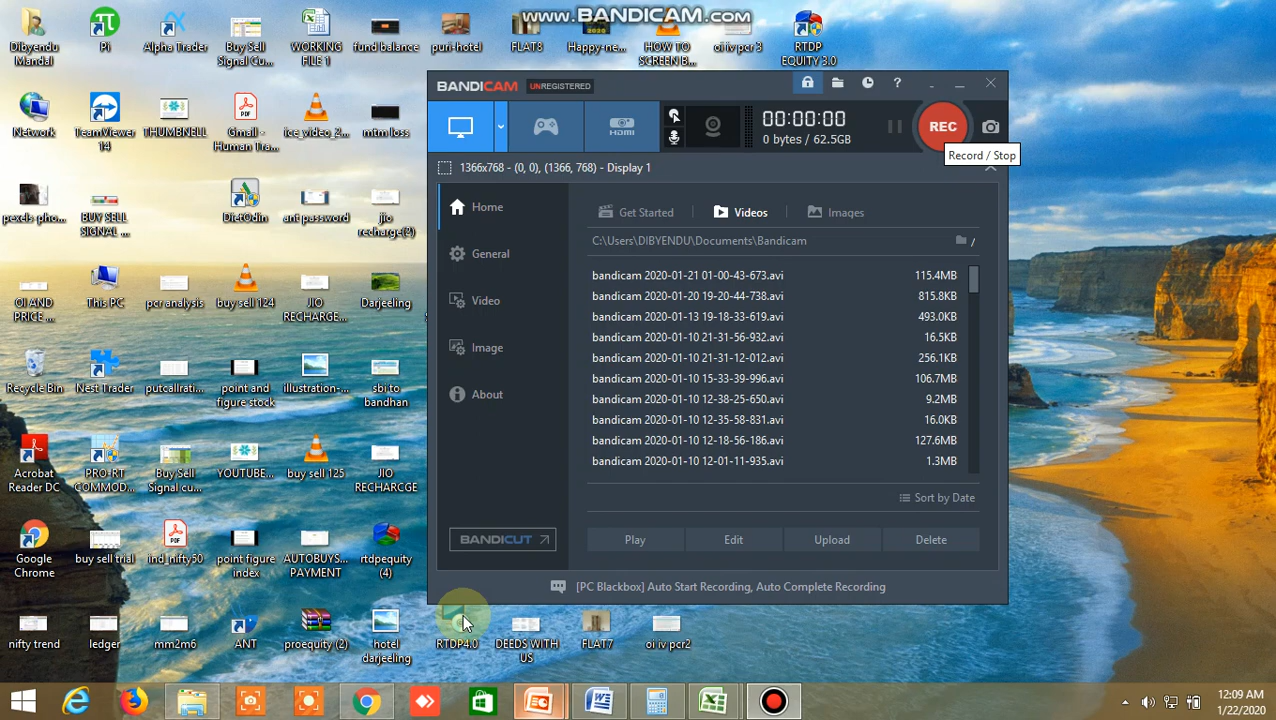 www.BANDICAM.com
Dibyendu
Mandal
Pi
Alpha Trader
Buy Sell
Signal Cu...
WORKING
FILE 1
fund balance
puri-hotel
FLAT8
Happy-ne...
HOW TO
SCREEN B...
oi iv pcr 3
RTDP
EQUITY 3.0
Network
TeamViewer
14
THUMBNELL
Gmail -
Human Tra...
ice_video_2...
mtm loss
pexels-pho...
BUY SELL
SIGNAL ...
DictOdin
ant password
jio
recharge(2)
OI AND
PRICE ...
This PC
pcr analysis
buy sell 124
JIO
RECHARGE...
Darjeeling
Recycle Bin
Nest Trader
putcallrati...
point and
figure stock
illustration-...
sbi to
bandhan
Acrobat
Reader DC
PRO-RT
COMMOD...
Buy Sell
Signal cu...
YOUTUBE...
buy sell 125
JIO
RECHARCGE
Google
Chrome
buy sell trial
ind_nifty50
point figure
index
AUTOBUYS...
PAYMENT
rtdpequity
(4)
nifty trend
ledger
mm2m6
ANT
proequity (2)
hotel
darjeeling
RTDP4.0
DEEDS WITH
US
FLAT7
oi iv pcr2
BANDICAM
UNREGISTERED
HDMI
00:00:00
0 bytes / 62.5GB
REC
Record / Stop
1366x768 - (0, 0), (1366, 768) - Display 1
Home
General
Video
Image
About
BANDICUT
Get Started
Videos
Images
C:\Users\DIBYENDU\Documents\Bandicam
/
bandicam 2020-01-21 01-00-43-673.avi 115.4MB
bandicam 2020-01-20 19-20-44-738.avi 815.8KB
bandicam 2020-01-13 19-18-33-619.avi 493.0KB
bandicam 2020-01-10 21-31-56-932.avi 16.5KB
bandicam 2020-01-10 21-31-12-012.avi 256.1KB
bandicam 2020-01-10 15-33-39-996.avi 106.7MB
bandicam 2020-01-10 12-38-25-650.avi 9.2MB
bandicam 2020-01-10 12-35-58-831.avi 16.0KB
bandicam 2020-01-10 12-18-56-186.avi 127.6MB
bandicam 2020-01-10 12-01-11-935.avi 1.3MB
Sort by Date
Play
Edit
Upload
Delete
[PC Blackbox] Auto Start Recording, Auto Complete Recording
12:09 AM
1/22/2020